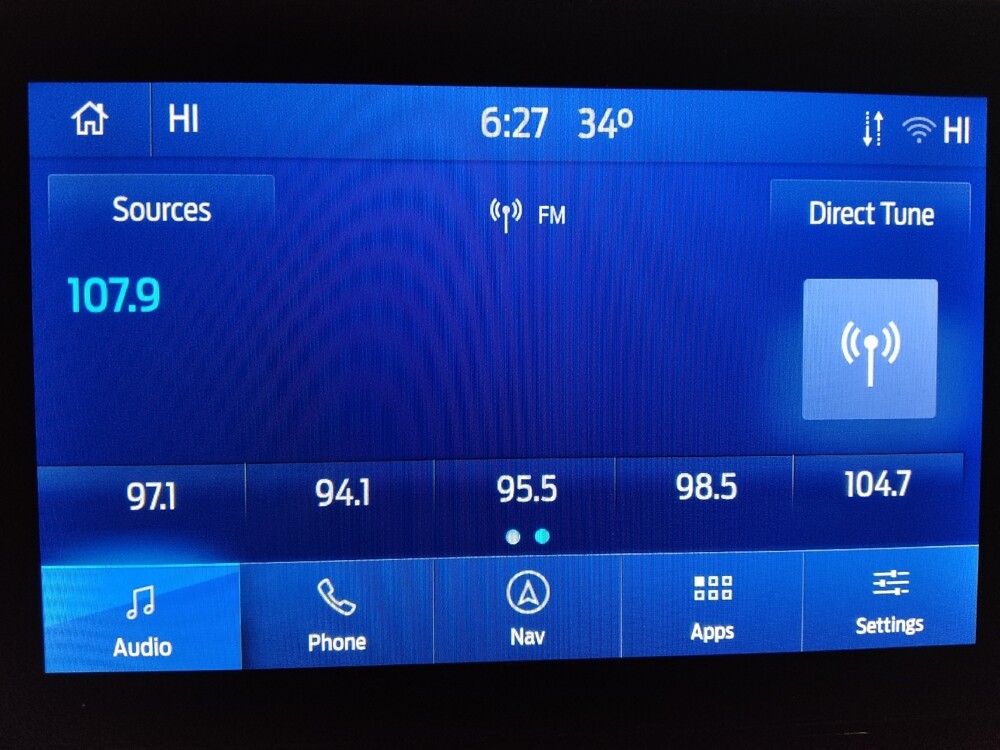 HI 6:27 34° HI
Sources FM Direct Tune
107.9
97.1 94.1 95.5 98.5 104.7
Audio Phone Nav Apps Settings